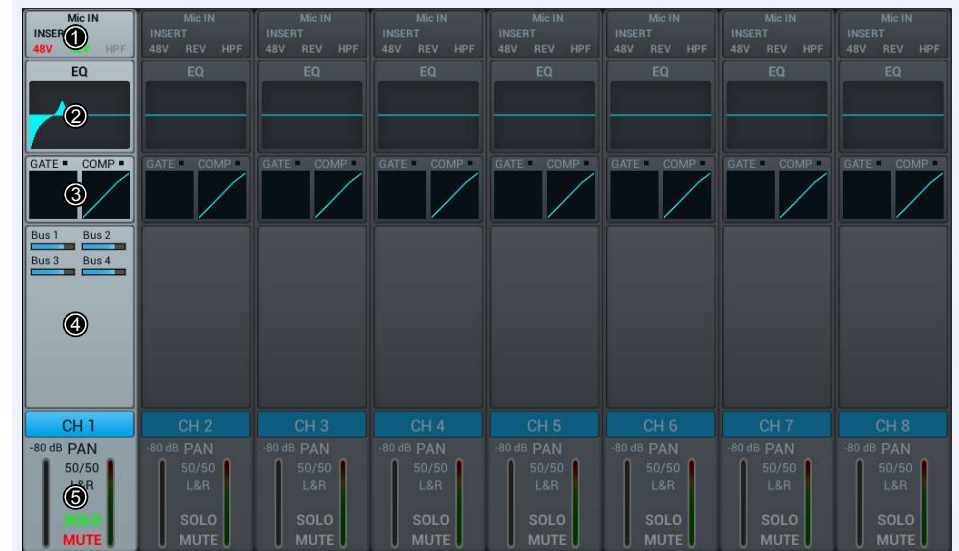 Mic IN Mic IN Mic IN Mic IN Mic IN Mic IN Mic IN Mic IN
① INSERT INSERT INSERT INSERT INSERT INSERT INSERT
48V HPF 48V REV HPF 48V REV HPF 48V REV HPF 48V REV HPF 48V REV HPF 48V REV HPF 48V REV HPF
EQ EQ EQ EQ EQ EQ EQ EQ
②
GATE COMP GATE COMP GATE COMP GATE COMP GATE COMP GATE COMP GATE COMP GATE COMP
③
Bus 1 Bus 2
Bus 3 Bus 4
④
CH 1 CH 2 CH 3 CH 4 CH 5 CH 6 CH 7 CH 8
-80 dB PAN -80 dB PAN -80 dB PAN -80 dB PAN -80 dB PAN -80 dB PAN -80 dB PAN -80 dB PAN
50/50 50/50 50/50 50/50 50/50 50/50 50/50 50/50
L&R L&R L&R L&R L&R L&R L&R L&R
⑤
SOLO SOLO SOLO SOLO SOLO SOLO SOLO SOLO
MUTE MUTE MUTE MUTE MUTE MUTE MUTE MUTE